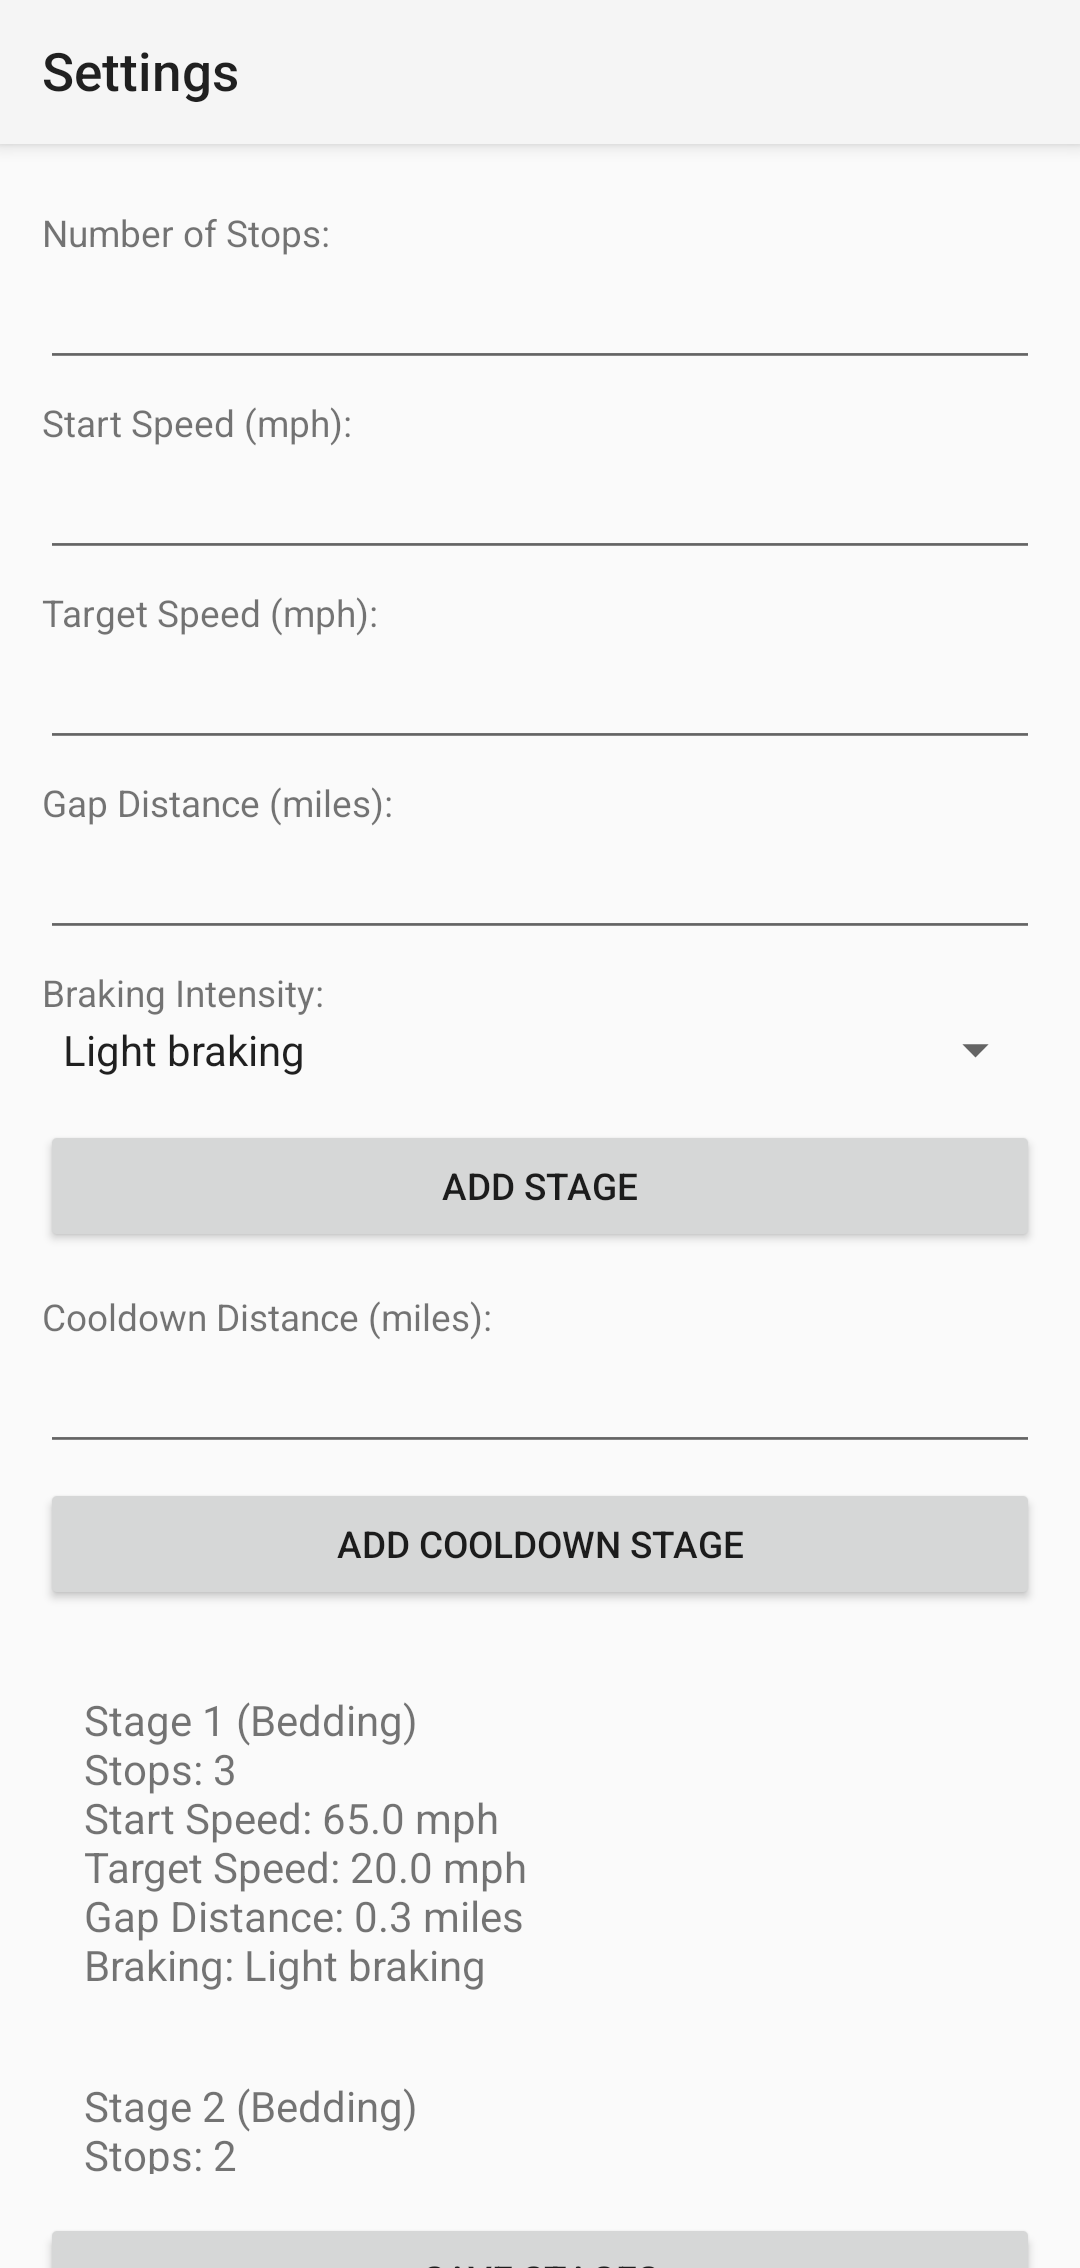 Settings
Number of Stops:
Start Speed (mph):
Target Speed (mph):
Gap Distance (miles):
Braking Intensity:
Light braking
ADD STAGE
Cooldown Distance (miles):
ADD COOLDOWN STAGE
Stage 1 (Bedding)
Stops: 3
Start Speed: 65.0 mph
Target Speed: 20.0 mph
Gap Distance: 0.3 miles
Braking: Light braking
Stage 2 (Bedding)
Stops: 2